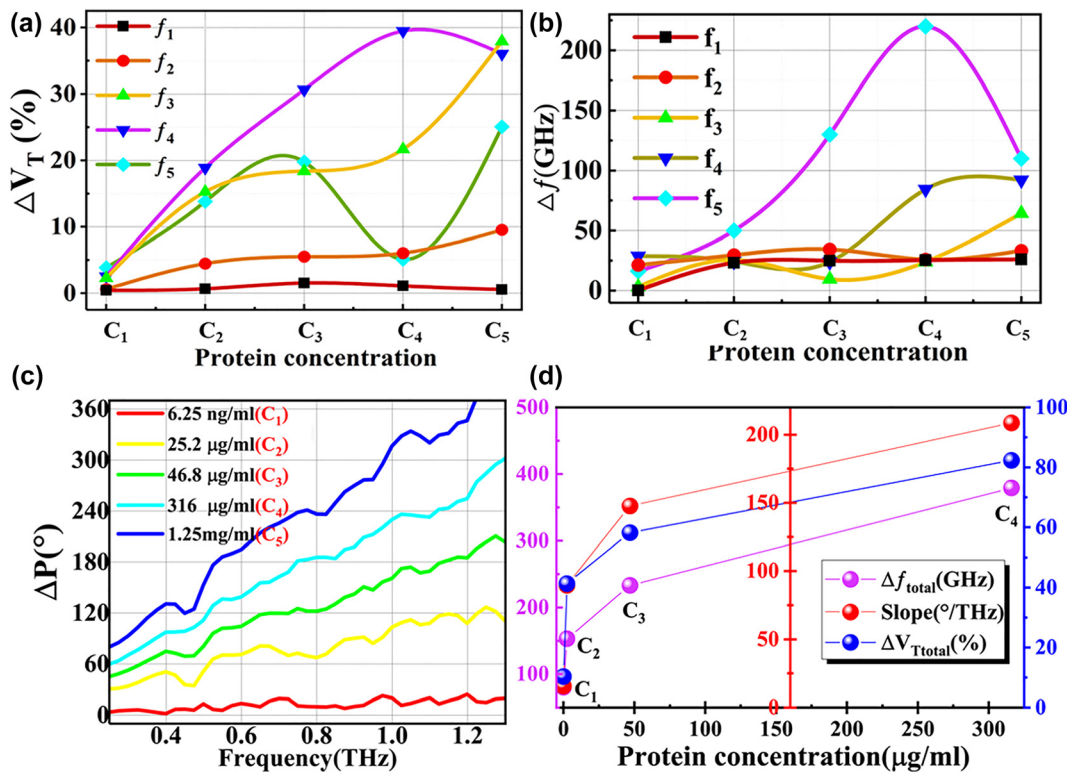 (a)
ΔV_T (%)
40
30
20
10
0
f₁
f₂
f₃
f₄
f₅
C₁ C₂ C₃ C₄ C₅
Protein concentration
(b)
Δf(GHz)
200
150
100
50
0
f₁
f₂
f₃
f₄
f₅
C₁ C₂ C₃ C₄ C₅
Protein concentration
(c)
ΔP(°)
360
300
240
180
120
60
0
6.25 ng/ml(C₁)
25.2 μg/ml(C₂)
46.8 μg/ml(C₃)
316 μg/ml(C₄)
1.25mg/ml(C₅)
0.4 0.6 0.8 1.0 1.2
Frequency(THz)
(d)
500
400
300
200
100
200
150
100
50
0
100
80
60
40
20
0
C₁
C₂
C₃
C₄
Δf_total(GHz)
Slope(°/THz)
ΔV_Ttotal(%)
0 50 100 150 200 250 300
Protein concentration(μg/ml)